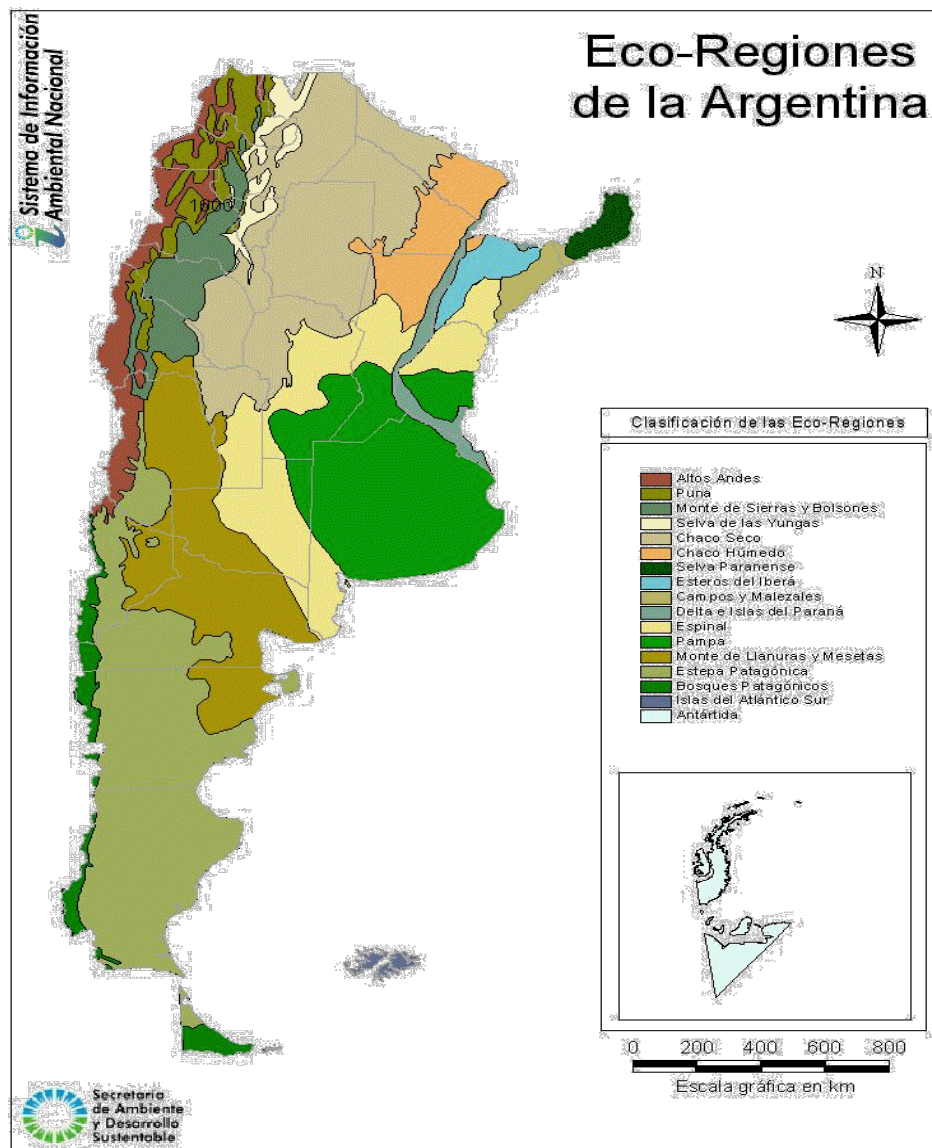 Sistema de Información
Ambiental Nacional
Eco-Regiones
de la Argentina
1000
N
Clasificación de las Eco-Regiones
Altos Andes
Puna
Monte de Sierras y Bolsones
Selva de las Yungas
Chaco Seco
Chaco Húmedo
Selva Paranense
Esteros del Iberá
Campos y Malezales
Delta e Islas del Paraná
Espinal
Pampa
Monte de Llanuras y Mesetas
Estepa Patagónica
Bosques Patagónicos
Islas del Atlántico Sur
Antártida
0 200 400 600 800
Escala gráfica en km
Secretaría
de Ambiente
y Desarrollo
Sustentable